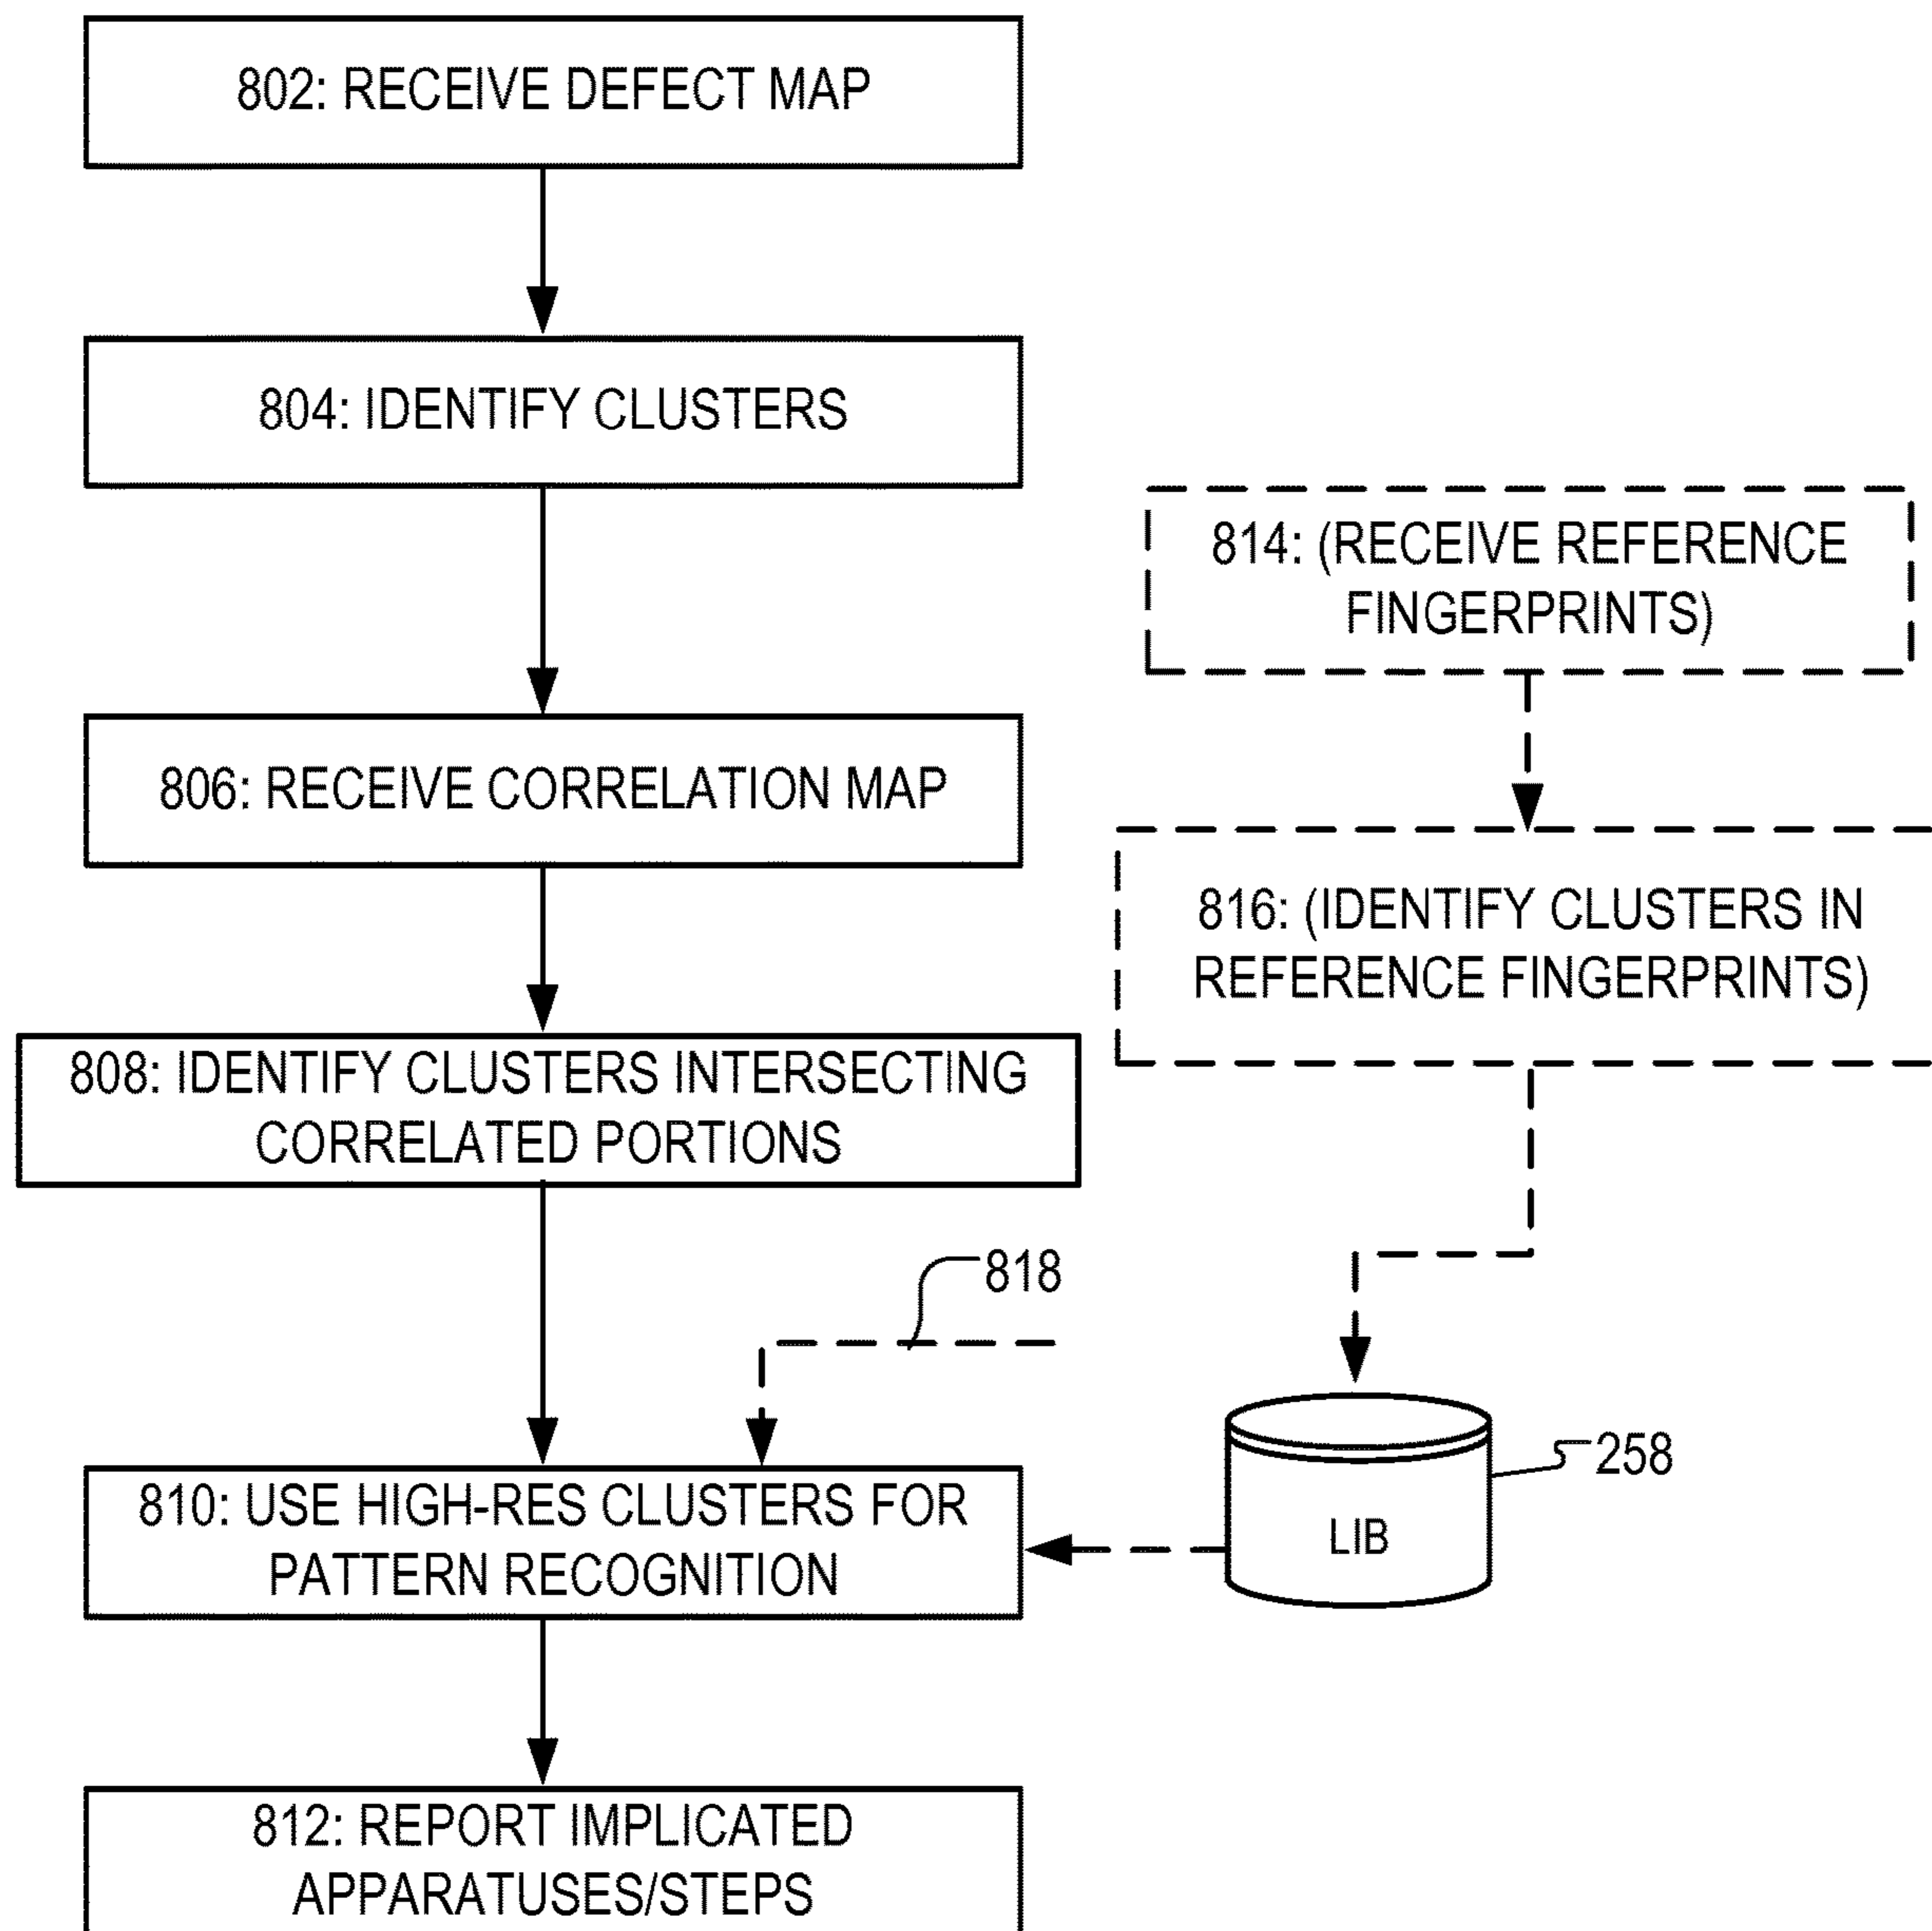 802: RECEIVE DEFECT MAP
804: IDENTIFY CLUSTERS
814: (RECEIVE REFERENCE
FINGERPRINTS)
806: RECEIVE CORRELATION MAP
816: (IDENTIFY CLUSTERS IN
REFERENCE FINGERPRINTS)
808: IDENTIFY CLUSTERS INTERSECTING
CORRELATED PORTIONS
818
258
810: USE HIGH-RES CLUSTERS FOR
PATTERN RECOGNITION
LIB
812: REPORT IMPLICATED
APPARATUSES/STEPS